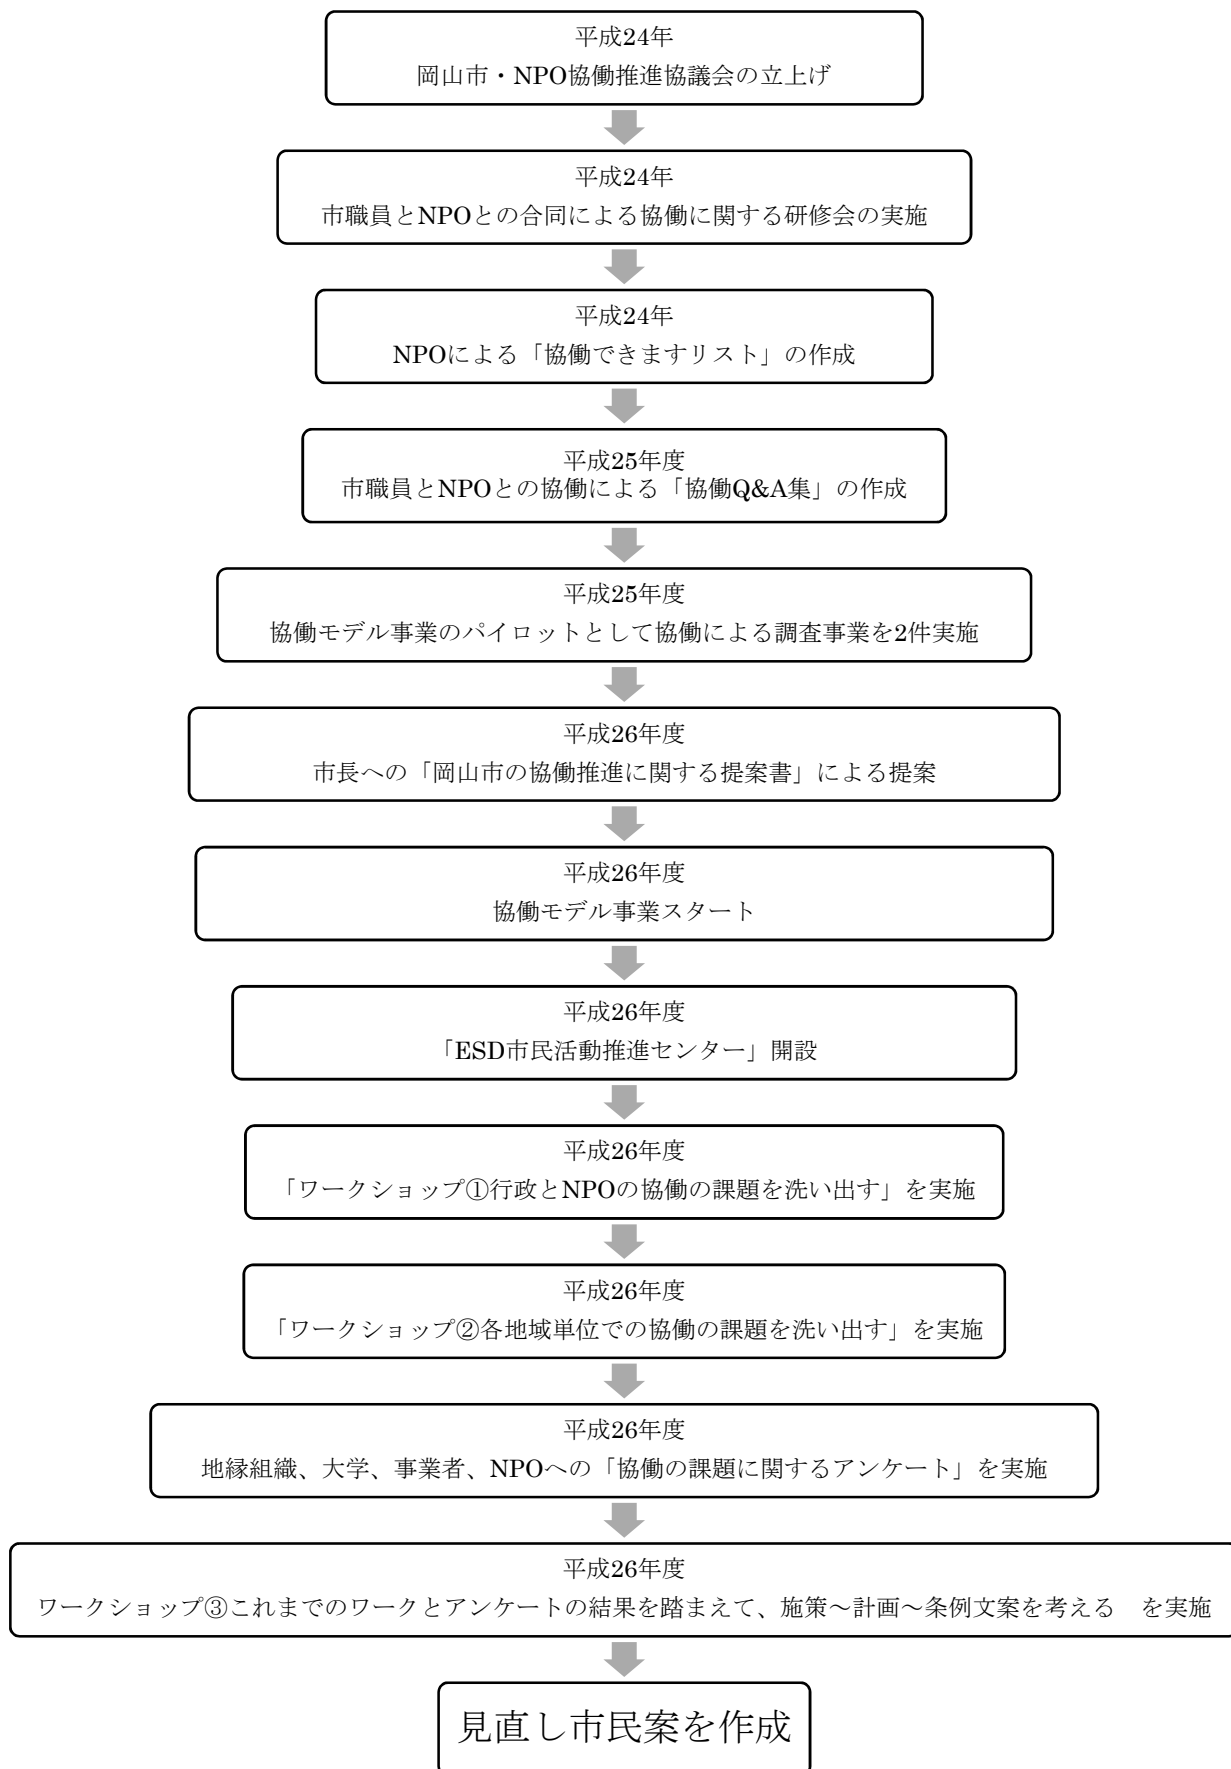 平成24年
岡山市・NPO協働推進協議会の立上げ
平成24年
市職員とNPOとの合同による協働に関する研修会の実施
平成24年
NPOによる「協働できますリスト」の作成
平成25年度
市職員とNPOとの協働による「協働Q&A集」の作成
平成25年度
協働モデル事業のパイロットとして協働による調査事業を2件実施
平成26年度
市長への「岡山市の協働推進に関する提案書」による提案
平成26年度
協働モデル事業スタート
平成26年度
「ESD市民活動推進センター」開設
平成26年度
「ワークショップ①行政とNPOの協働の課題を洗い出す」を実施
平成26年度
「ワークショップ②各地域単位での協働の課題を洗い出す」を実施
平成26年度
地縁組織、大学、事業者、NPOへの「協働の課題に関するアンケート」を実施
平成26年度
ワークショップ③これまでのワークとアンケートの結果を踏まえて、施策～計画～条例文案を考える　を実施
見直し市民案を作成